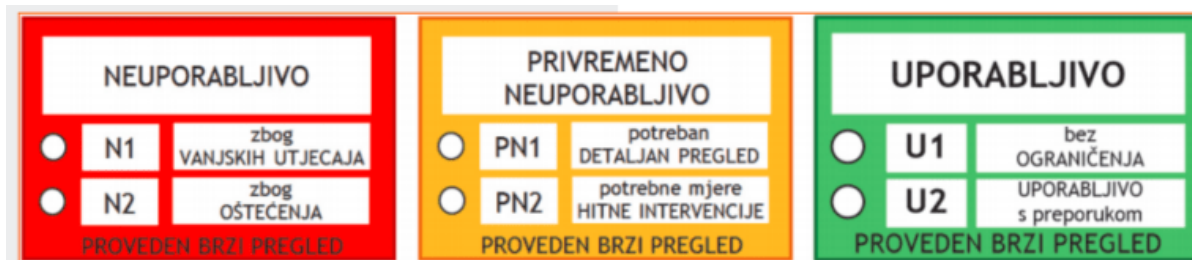 NEUPORABLJIVO
N1
zbog
VANJSKIH UTJECAJA
N2
zbog
OŠTEĆENJA
PROVEDEN BRZI PREGLED
PRIVREMENO
NEUPORABLJIVO
PN1
potreban
DETALJAN PREGLED
PN2
potrebne mjere
HITNE INTERVENCIJE
PROVEDEN BRZI PREGLED
UPORABLJIVO
U1
bez
OGRANIČENJA
U2
UPORABLJIVO
s preporukom
PROVEDEN BRZI PREGLED